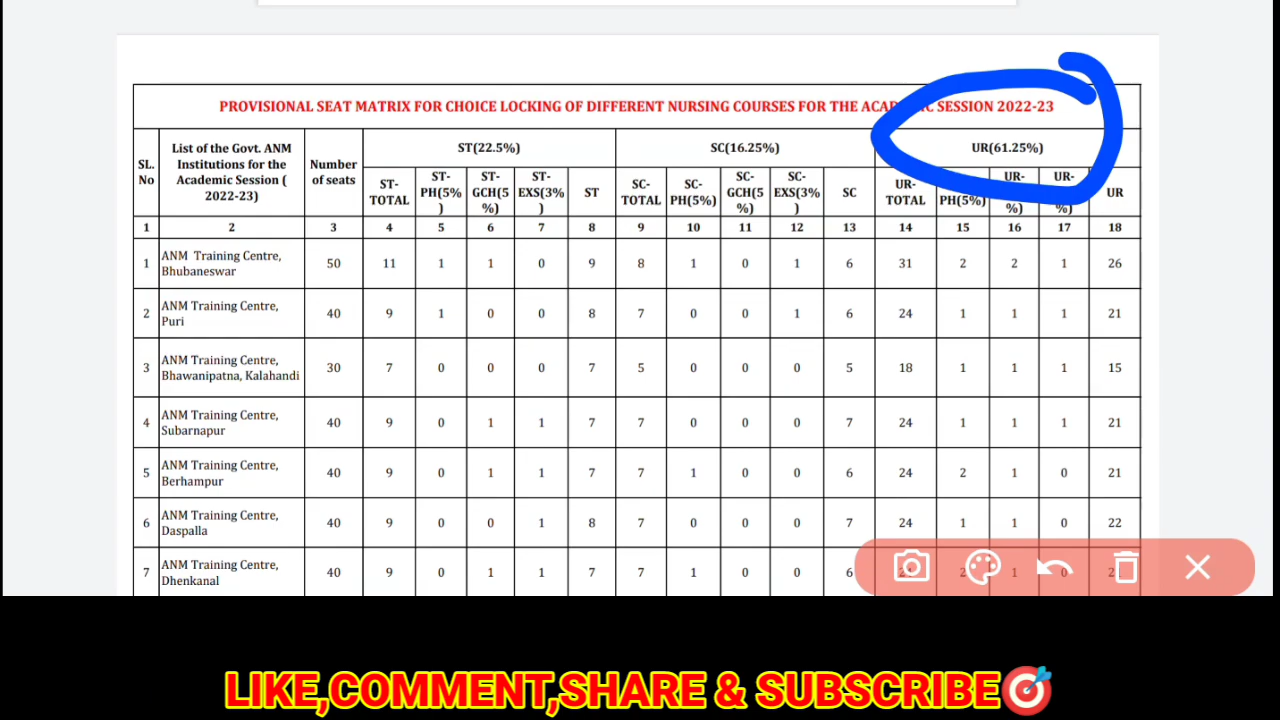 PROVISIONAL SEAT MATRIX FOR CHOICE LOCKING OF DIFFERENT NURSING COURSES FOR THE ACADEMIC SESSION 2022-23
SL. No List of the Govt. ANM Institutions for the Academic Session ( 2022-23) Number of seats ST(22.5%) SC(16.25%) UR(61.25%)
ST-TOTAL ST-PH(5%) ST-GCH(5%) ST-EXS(3%) ST SC-TOTAL SC-PH(5%) SC-GCH(5%) SC-EXS(3%) SC UR-TOTAL PH(5%) UR- %) UR- %) UR
1 2 3 4 5 6 7 8 9 10 11 12 13 14 15 16 17 18
1 ANM Training Centre, Bhubaneswar 50 11 1 1 0 9 8 1 0 1 6 31 2 2 1 26
2 ANM Training Centre, Puri 40 9 1 0 0 8 7 0 0 1 6 24 1 1 1 21
3 ANM Training Centre, Bhawanipatna, Kalahandi 30 7 0 0 0 7 5 0 0 0 5 18 1 1 1 15
4 ANM Training Centre, Subarnapur 40 9 0 1 1 7 7 0 0 0 7 24 1 1 1 21
5 ANM Training Centre, Berhampur 40 9 0 1 1 7 7 1 0 0 6 24 2 1 0 21
6 ANM Training Centre, Daspalla 40 9 0 0 1 8 7 0 0 0 7 24 1 1 0 22
7 ANM Training Centre, Dhenkanal 40 9 0 1 1 7 7 1 0 0 6 2 1 0
LIKE,COMMENT,SHARE & SUBSCRIBE